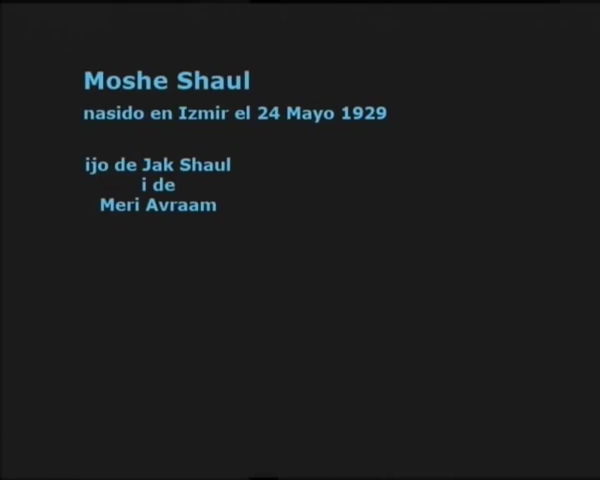 Moshe Shaul
nasido en Izmir el 24 Mayo 1929
ijo de Jak Shaul
i de
Meri Avraam